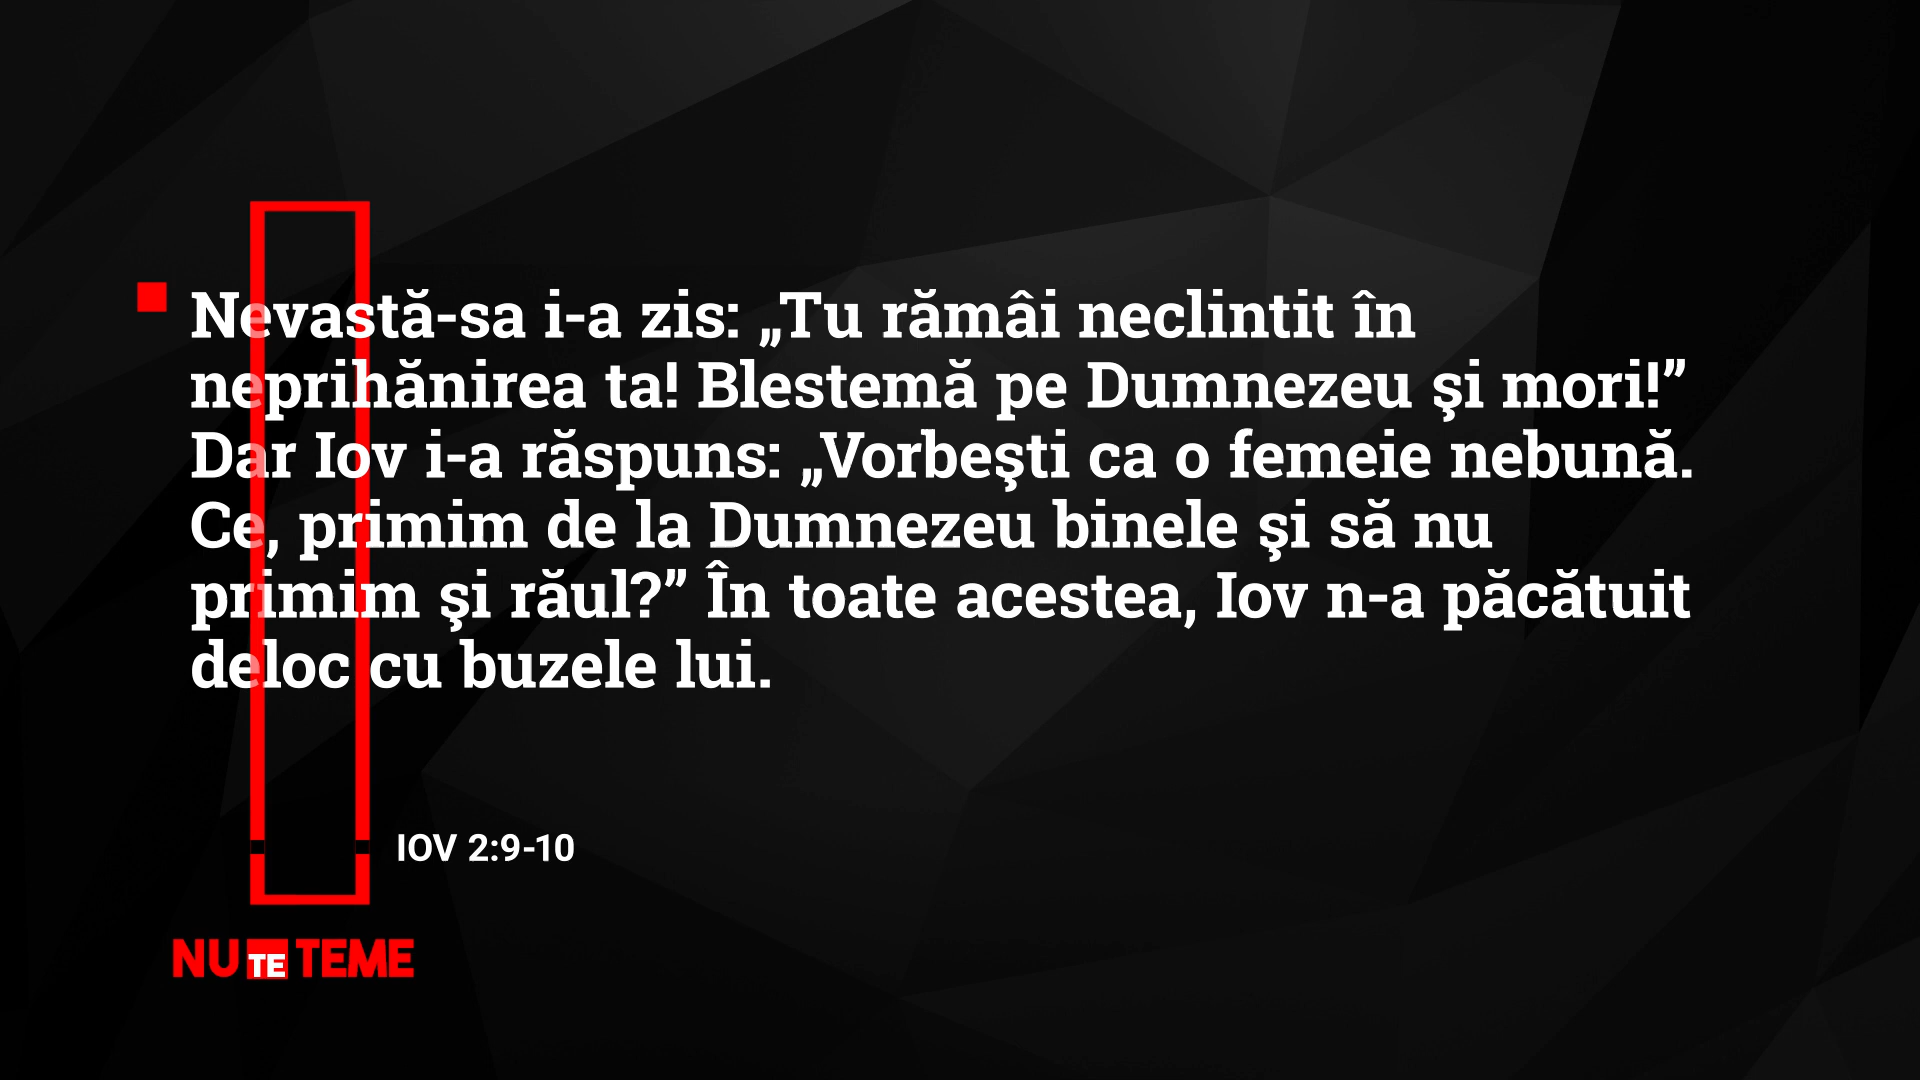 Nevastă-sa i-a zis: „Tu rămâi neclintit în
neprihănirea ta! Blestemă pe Dumnezeu şi mori!”
Dar Iov i-a răspuns: „Vorbeşti ca o femeie nebună.
Ce, primim de la Dumnezeu binele şi să nu
primim şi răul?” În toate acestea, Iov n-a păcătuit
deloc cu buzele lui.
IOV 2:9-10
NU TE TEME